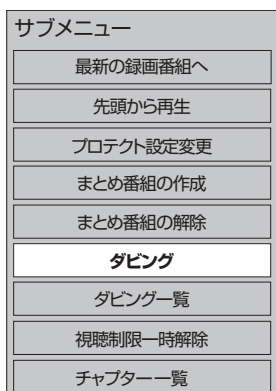 サブメニュー
最新の録画番組へ
先頭から再生
プロテクト設定変更
まとめ番組の作成
まとめ番組の解除
ダビング
ダビング一覧
視聴制限一時解除
チャプター一覧